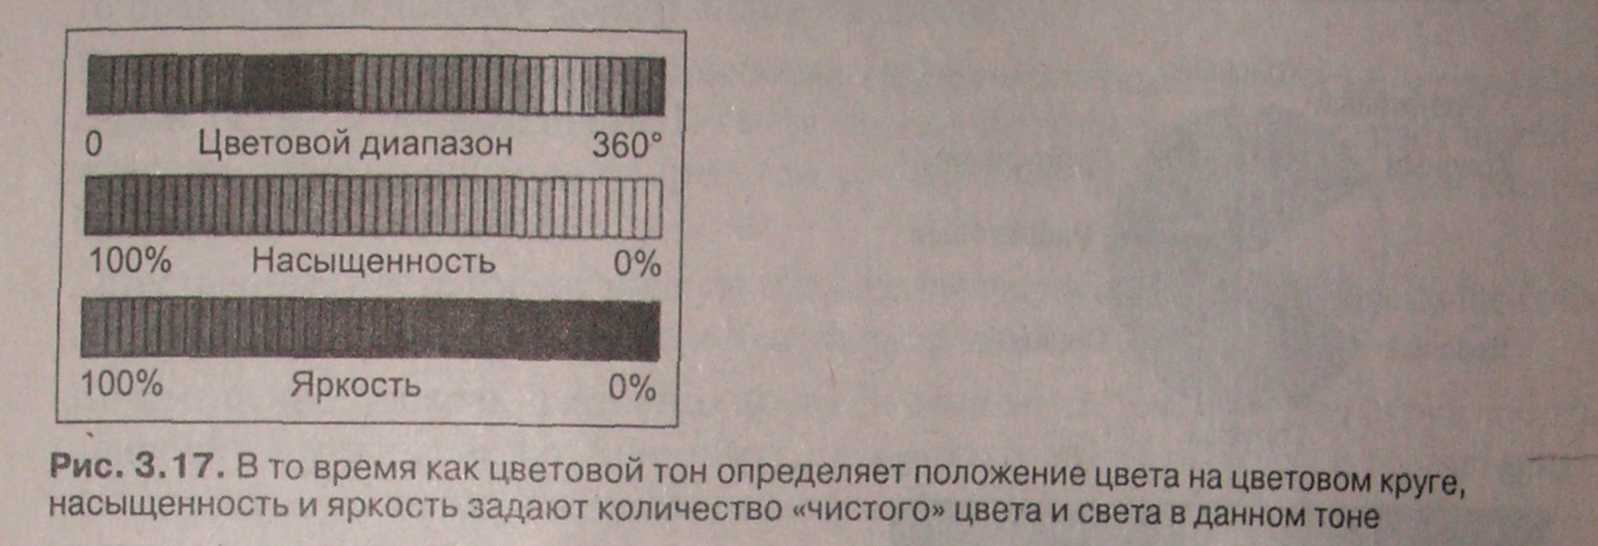 0 Цветовой диапазон 360°
100% Насыщенность 0%
100% Яркость 0%
Рис. 3.17. В то время как цветовой тон определяет положение цвета на цветовом круге,
насыщенность и яркость задают количество «чистого» цвета и света в данном тоне